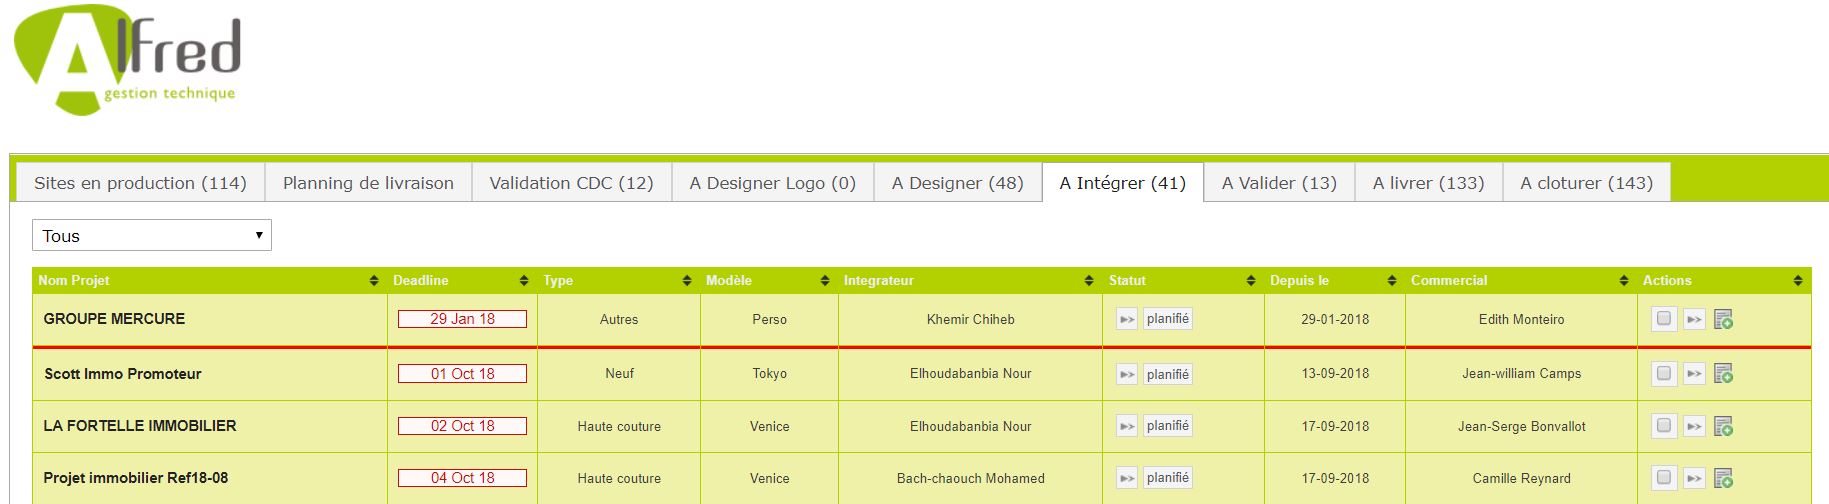 Alfred
gestion technique
Sites en production (114) Planning de livraison Validation CDC (12) A Designer Logo (0) A Designer (48) A Intégrer (41) A Valider (13) A livrer (133) A cloturer (143)
Tous
Nom Projet Deadline Type Modèle Integrateur Statut Depuis le Commercial Actions
GROUPE MERCURE 29 Jan 18 Autres Perso Khemir Chiheb planifié 29-01-2018 Edith Monteiro
Scott Immo Promoteur 01 Oct 18 Neuf Tokyo Elhoudabanbia Nour planifié 13-09-2018 Jean-william Camps
LA FORTELLE IMMOBILIER 02 Oct 18 Haute couture Venice Elhoudabanbia Nour planifié 17-09-2018 Jean-Serge Bonvallot
Projet immobilier Ref18-08 04 Oct 18 Haute couture Venice Bach-chaouch Mohamed planifié 17-09-2018 Camille Reynard